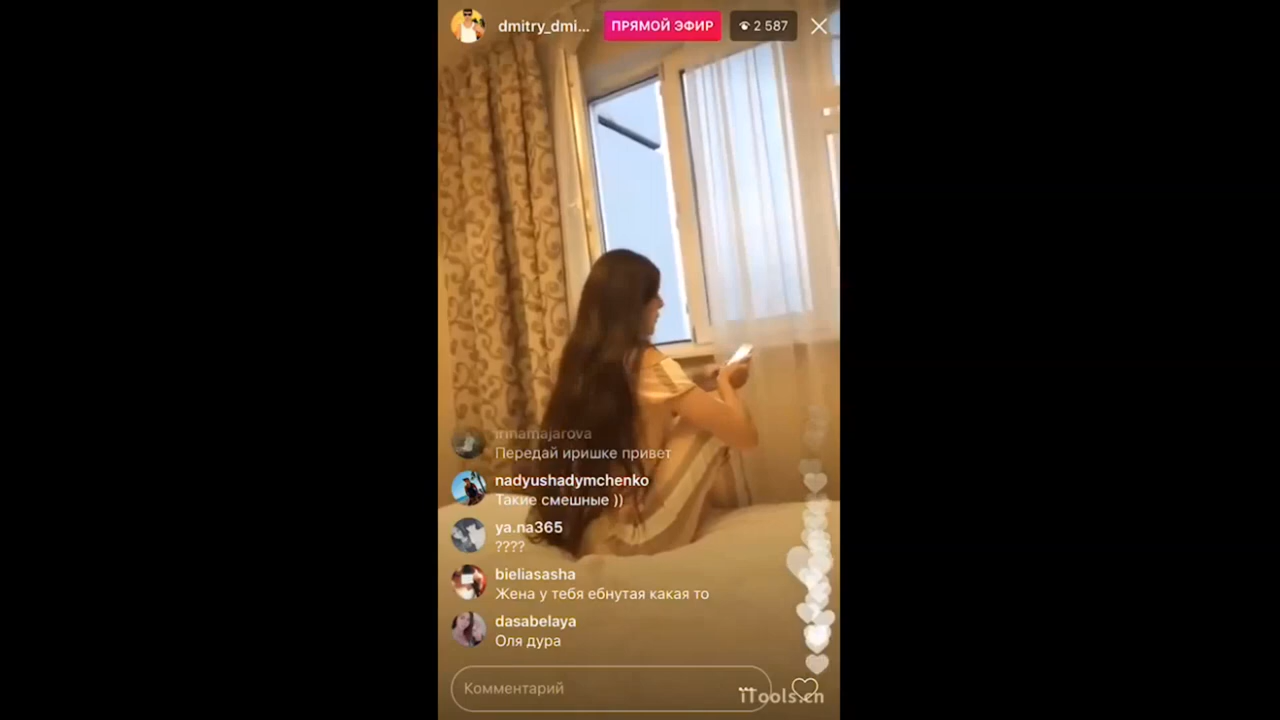 dmitry_dmi...
ПРЯМОЙ ЭФИР
2 587
irinamajarova
Передай иришке привет
nadyushadymchenko
Такие смешные ))
ya.na365
????
bieliasasha
Жена у тебя ебнутая какая то
dasabelaya
Оля дура
Комментарий
iTools.cn